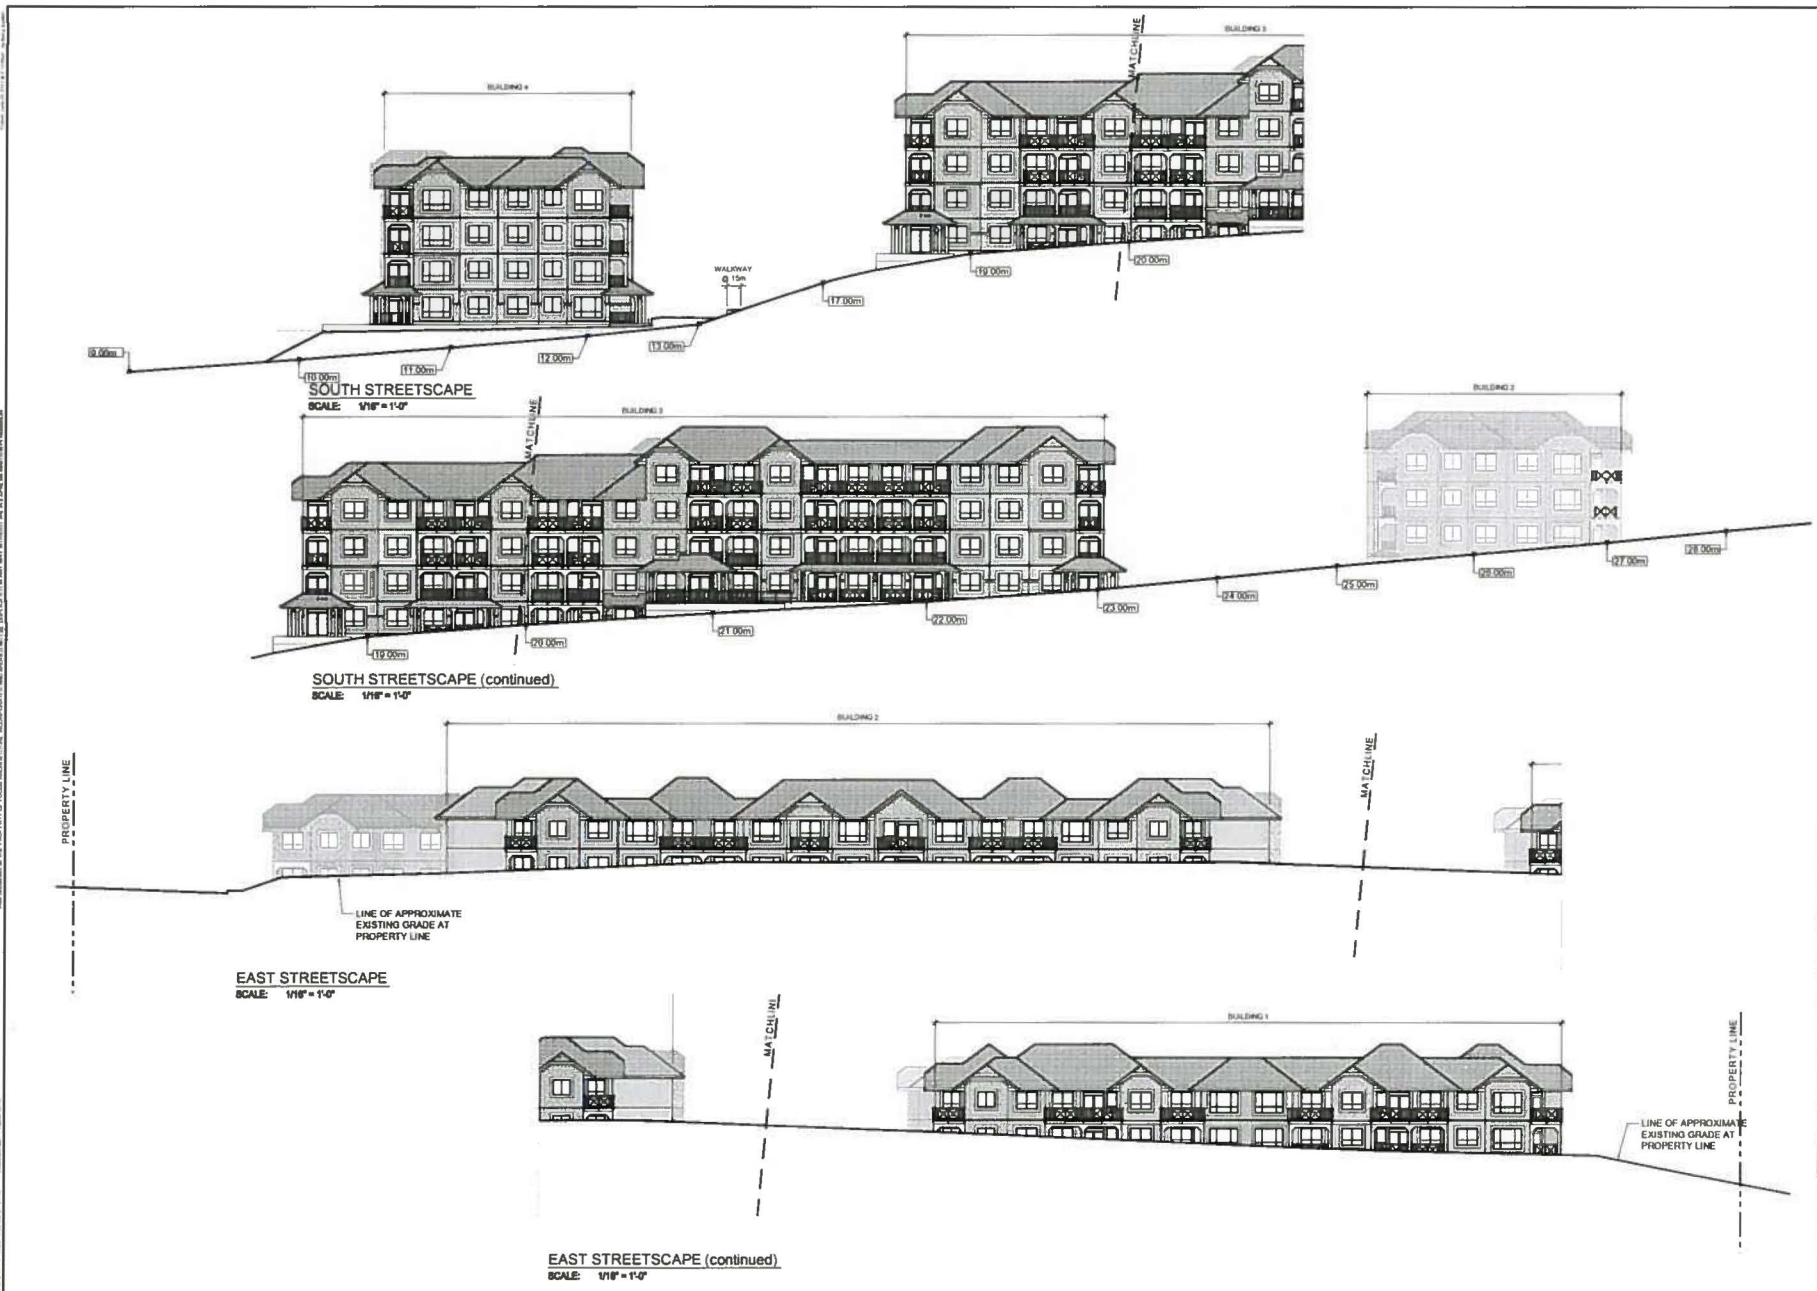 BUILDING 3
MATCHLINE
BUILDING 4
WALKWAY
@ 15m
20.00m
19.00m
17.00m
13.00m
12.00m
11.00m
10.00m
9.00m
SOUTH STREETSCAPE
SCALE: 1/16" = 1'-0"
BUILDING 3
MATCHLINE
BUILDING 2
28.00m
27.00m
26.00m
25.00m
24.00m
23.00m
22.00m
21.00m
20.00m
19.00m
SOUTH STREETSCAPE (continued)
SCALE: 1/16" = 1'-0"
BUILDING 2
PROPERTY LINE
MATCHLINE
LINE OF APPROXIMATE
EXISTING GRADE AT
PROPERTY LINE
EAST STREETSCAPE
SCALE: 1/16" = 1'-0"
MATCHLINE
BUILDING 1
PROPERTY LINE
LINE OF APPROXIMATE
EXISTING GRADE AT
PROPERTY LINE
EAST STREETSCAPE (continued)
SCALE: 1/16" = 1'-0"